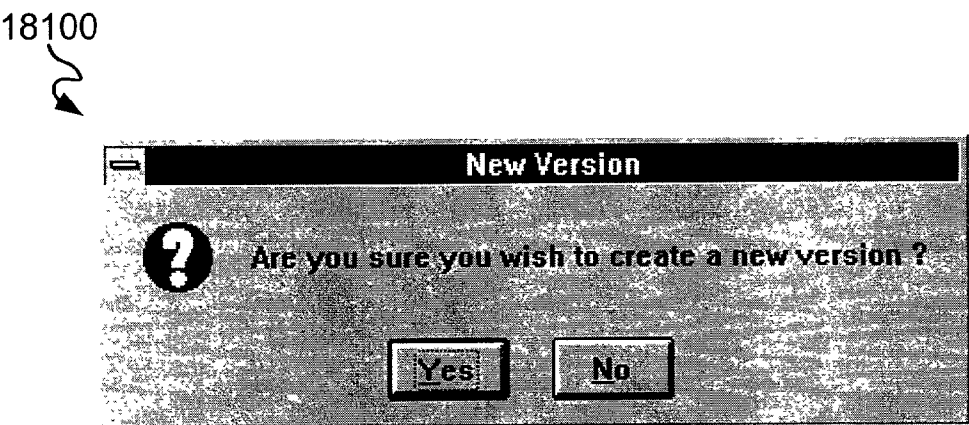 18100
New Version
? Are you sure you wish to create a new version ?
Yes No